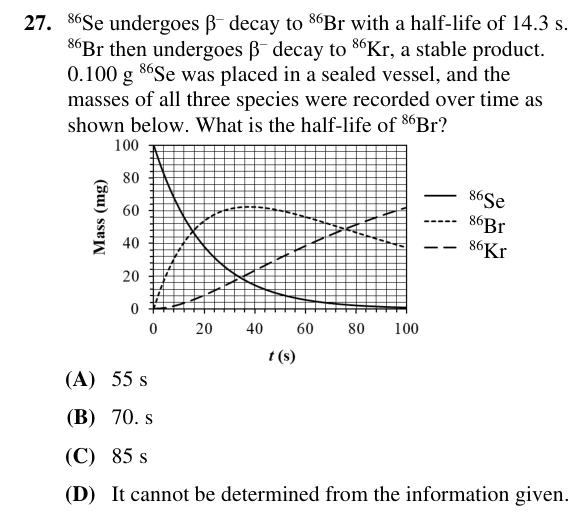 27. ⁸⁶Se undergoes β⁻ decay to ⁸⁶Br with a half-life of 14.3 s.
⁸⁶Br then undergoes β⁻ decay to ⁸⁶Kr, a stable product.
0.100 g ⁸⁶Se was placed in a sealed vessel, and the
masses of all three species were recorded over time as
shown below. What is the half-life of ⁸⁶Br?
100
80
60
40
20
0
Mass (mg)
0 20 40 60 80 100
t (s)
⁸⁶Se
⁸⁶Br
⁸⁶Kr
(A) 55 s
(B) 70. s
(C) 85 s
(D) It cannot be determined from the information given.